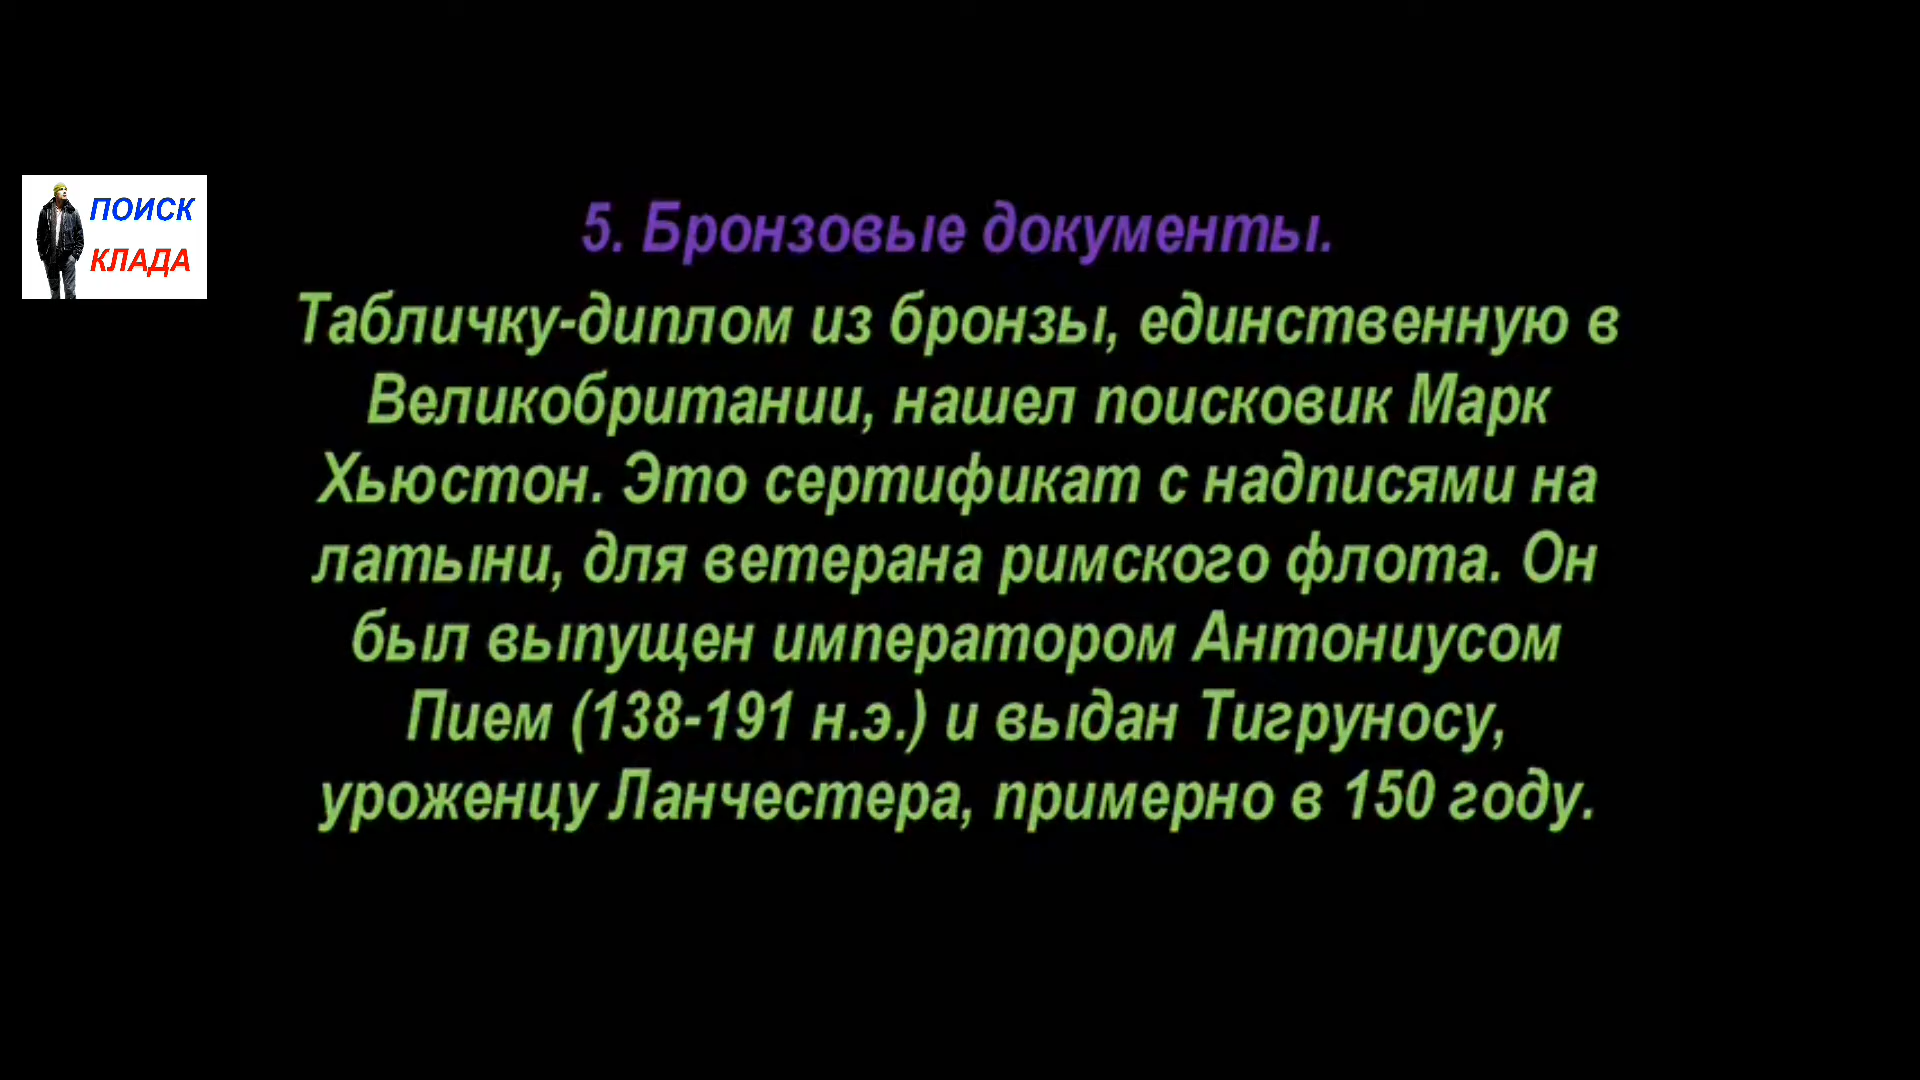 ПОИСК
КЛАДА
5. Бронзовые документы.
Табличку-диплом из бронзы, единственную в
Великобритании, нашел поисковик Марк
Хьюстон. Это сертификат с надписями на
латыни, для ветерана римского флота. Он
был выпущен императором Антониусом
Пием (138-191 н.э.) и выдан Тигруносу,
уроженцу Ланчестера, примерно в 150 году.